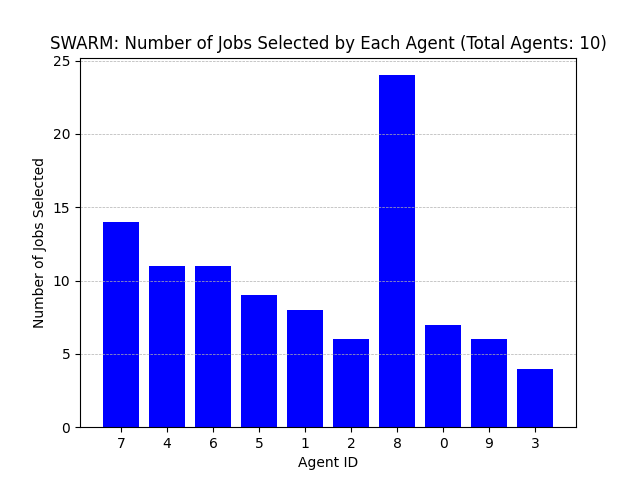 SWARM: Number of Jobs Selected by Each Agent (Total Agents: 10)
25
20
15
10
5
0
Number of Jobs Selected
7 4 6 5 1 2 8 0 9 3
Agent ID